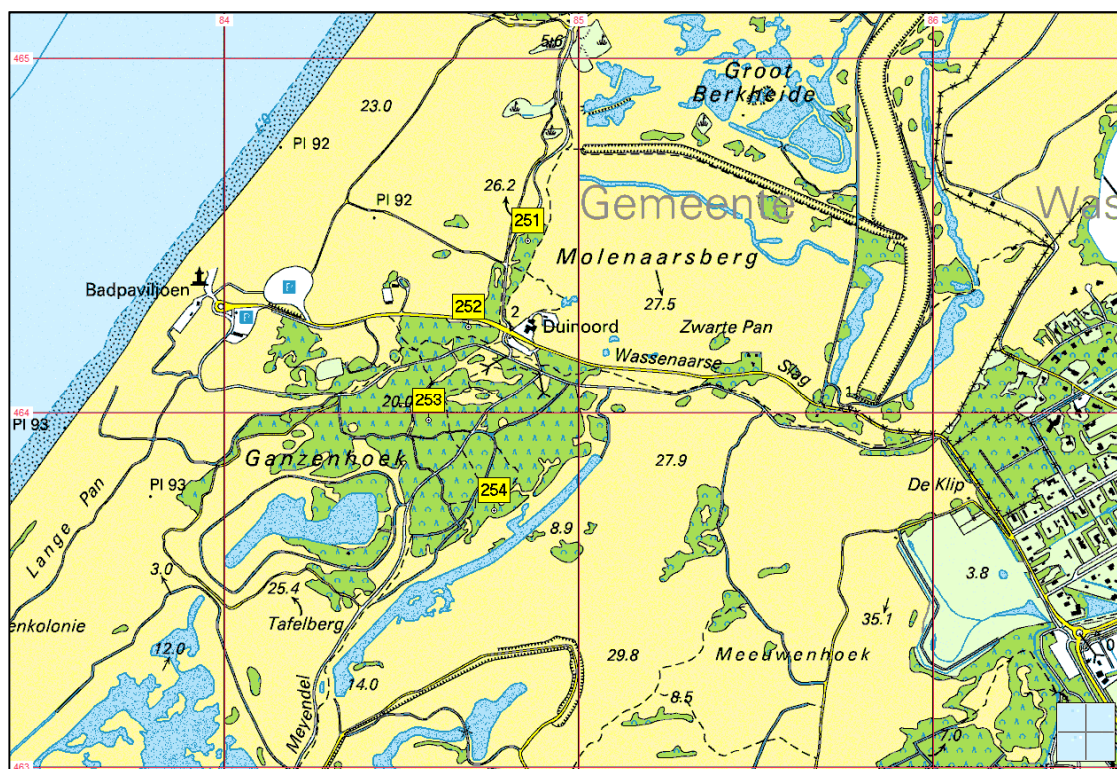 84
85
86
465
5.6
Groot
Berkheide
23.0
Pl 92
26.2
Pl 92
251
Gemeente
Was
Molenaarsberg
27.5
Badpaviljoen
P
252
2
Duinoord
Zwarte Pan
P
Wassenaarse
Slag
1
20.0
253
464
Pl 93
Ganzenhoek
27.9
254
De Klip
Pl 93
Lange Pan
8.9
3.0
25.4
3.8
Tafelberg
35.1
enkolonie
12.0
29.8
Meeuwenhoek
0
14.0
Meyendel
8.5
7.0
463